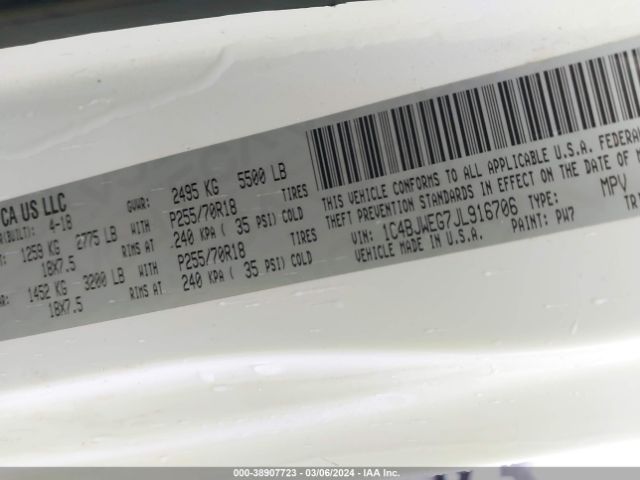 CA US LLC
(BUILT): 4-18 GVWR: 2495 KG 5500 LB
1259 KG 2775 LB WITH P255/70R18 TIRES
18X7.5 RIMS AT 240 KPA ( 35 PSI) COLD
AR: 1452 KG 3200 LB WITH P255/70R18 TIRES
18X7.5 RIMS AT 240 KPA ( 35 PSI) COLD
THIS VEHICLE CONFORMS TO ALL APPLICABLE U.S.A. FEDERAL
THEFT PREVENTION STANDARDS IN EFFECT ON THE DATE OF M
VIN: 1C4BJWEG7JL916706 TYPE: MPV
VEHICLE MADE IN U.S.A. PAINT: PW7 TR
000-38907723 - 03/06/2024 - IAA Inc.